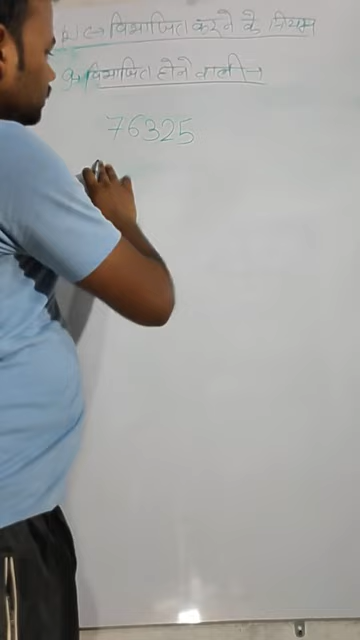 विभाजित करने के नियम
विभाजित होने वाली →
76325